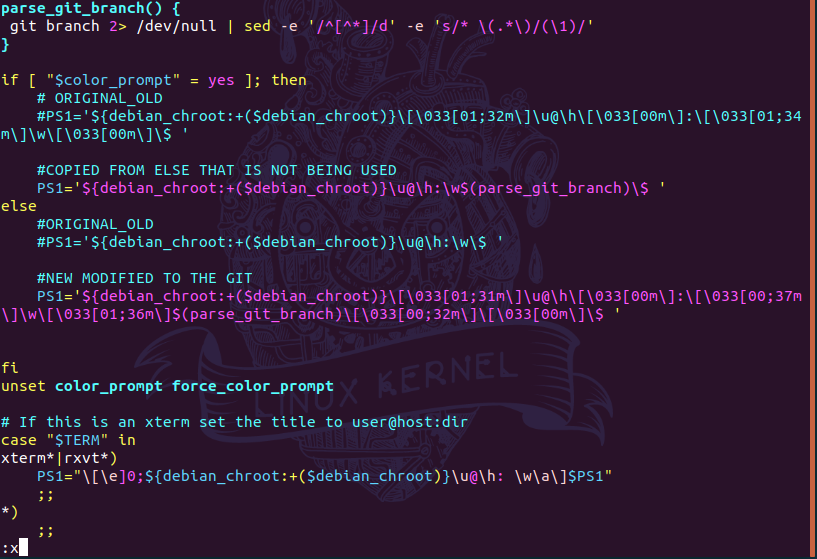 parse_git_branch() {
 git branch 2> /dev/null | sed -e '/^[^*]/d' -e 's/* \(.*\)/(\1)/'
}
if [ "$color_prompt" = yes ]; then
    # ORIGINAL_OLD
    #PS1='${debian_chroot:+($debian_chroot)}\[\033[01;32m\]\u@\h\[\033[00m\]:\[\033[01;34
m\]\w\[\033[00m\]\$ '
    #COPIED FROM ELSE THAT IS NOT BEING USED
    PS1='${debian_chroot:+($debian_chroot)}\u@\h:\w$(parse_git_branch)\$ '
else
    #ORIGINAL_OLD
    #PS1='${debian_chroot:+($debian_chroot)}\u@\h:\w\$ '
    #NEW MODIFIED TO THE GIT
    PS1='${debian_chroot:+($debian_chroot)}\[\033[01;31m\]\u@\h\[\033[00m\]:\[\033[00;37m
\]\w\[\033[01;36m\]$(parse_git_branch)\[\033[00;32m\]\[\033[00m\]\$ '
fi
LINUX KERNEL
unset color_prompt force_color_prompt
# If this is an xterm set the title to user@host:dir
case "$TERM" in
xterm*|rxvt*)
    PS1="\[\e]0;${debian_chroot:+($debian_chroot)}\u@\h: \w\a\]$PS1"
    ;;
*)
    ;;
:x